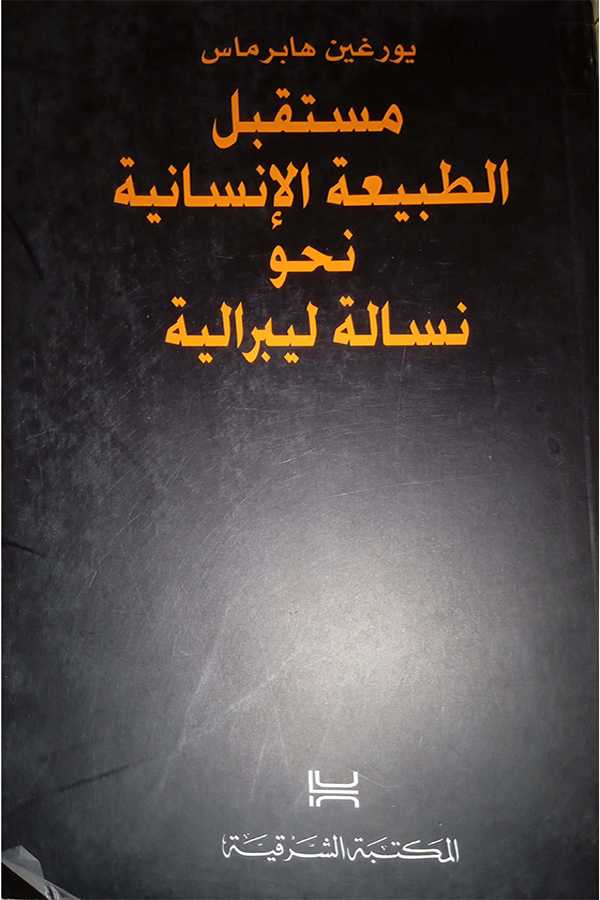 يورغين هابرماس
مستقبل
الطبيعة الإنسانية
نحو
نسالة ليبرالية
المكتبة الشرقية